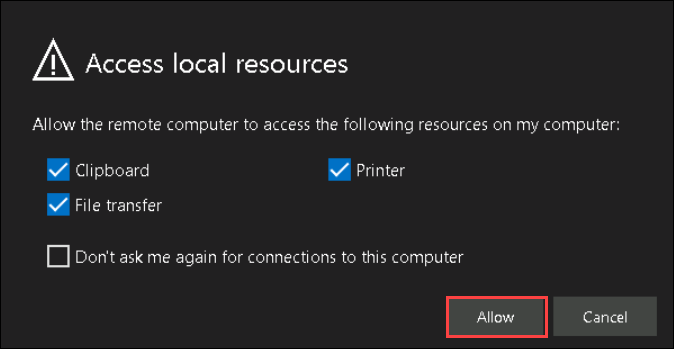 Access local resources
Allow the remote computer to access the following resources on my computer:
Clipboard
Printer
File transfer
Don't ask me again for connections to this computer
Allow
Cancel